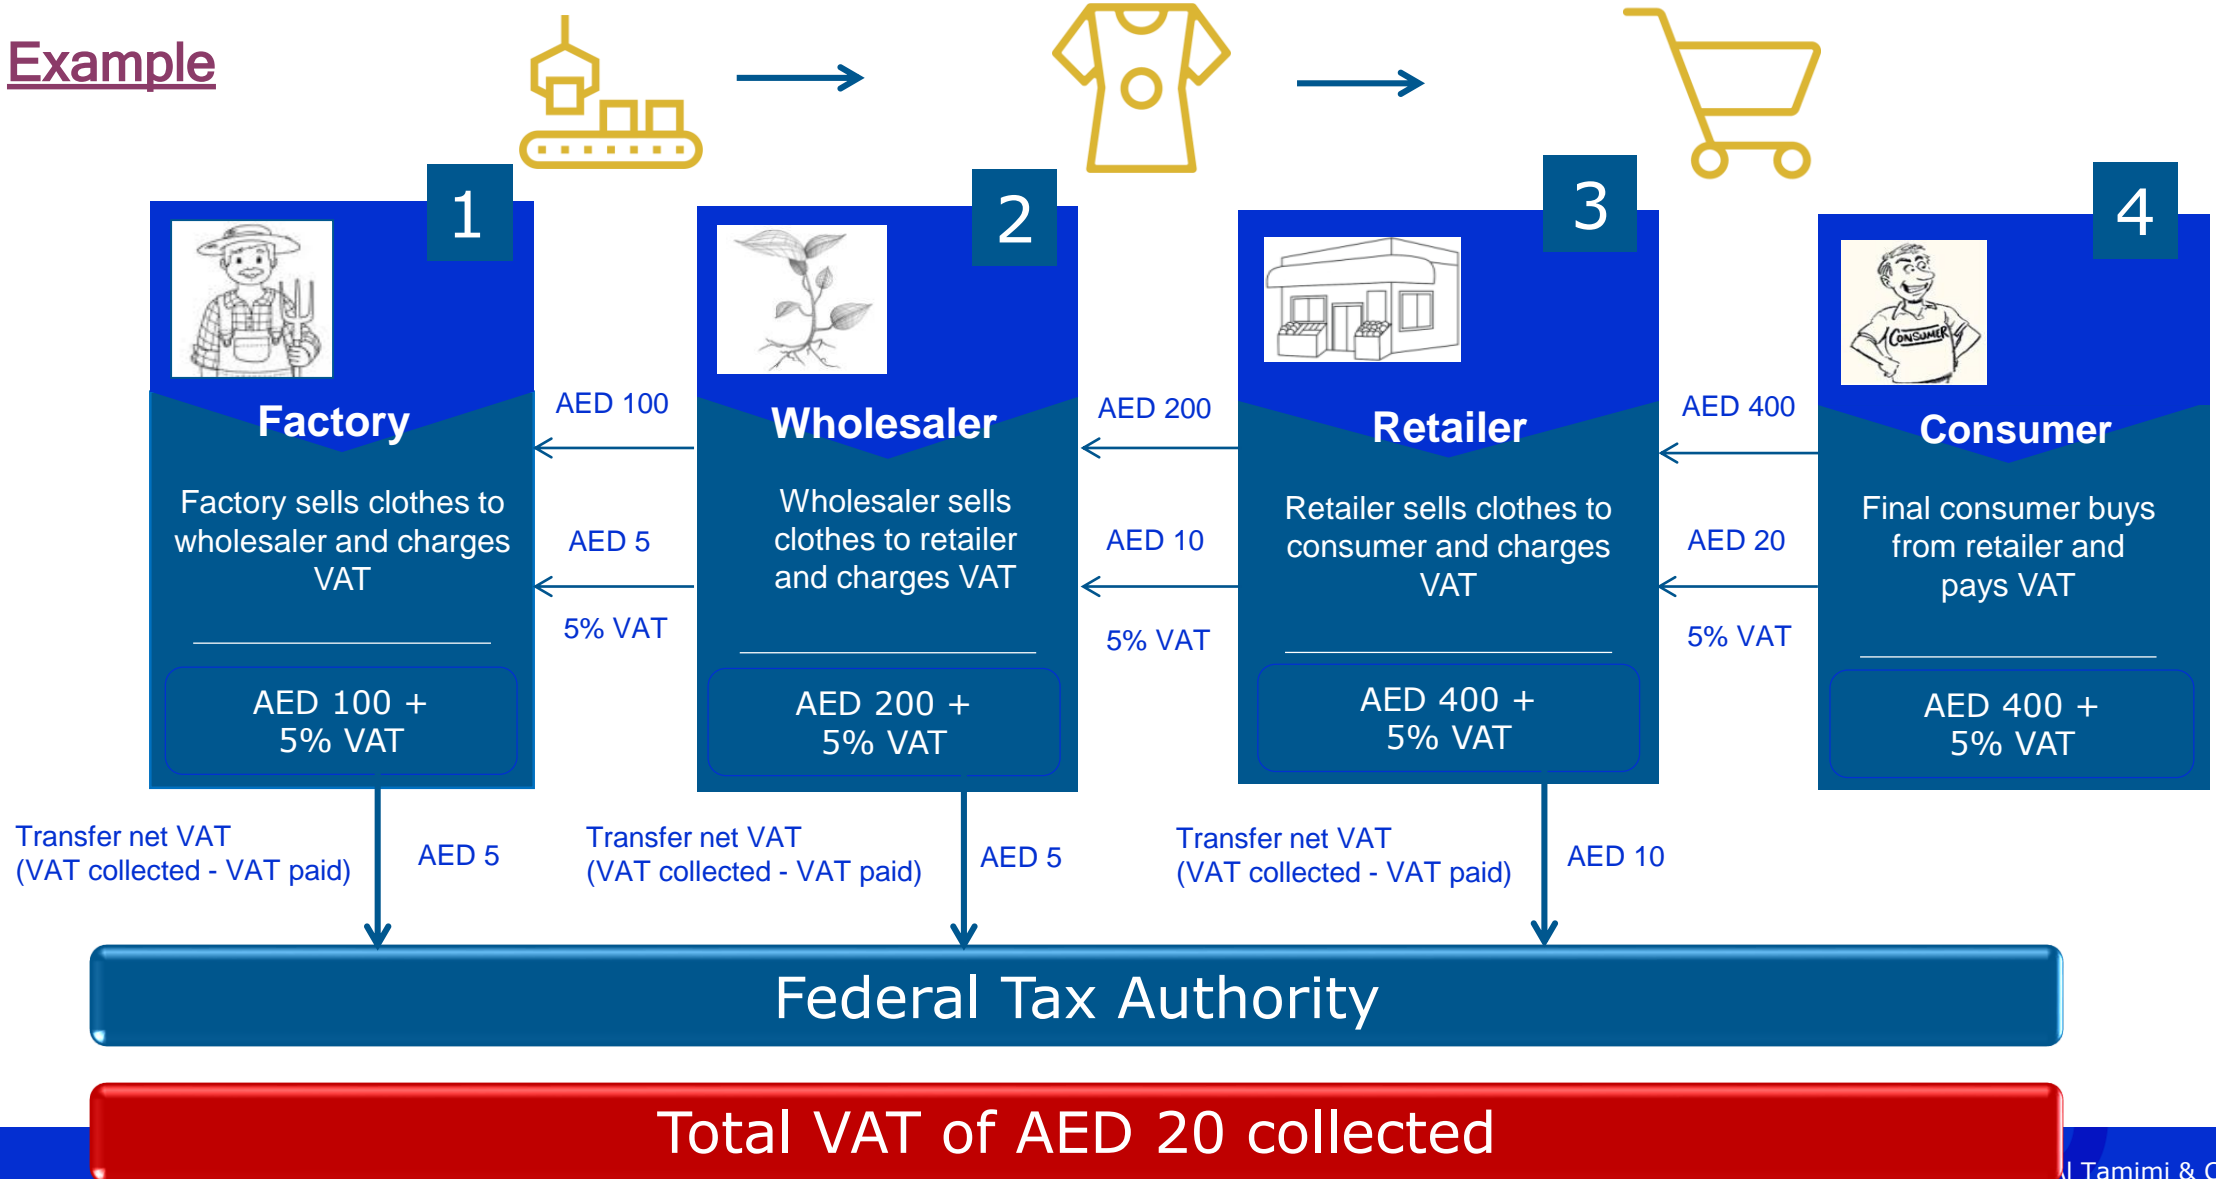 Example
1
Factory
Factory sells clothes to
wholesaler and charges
VAT
AED 100 +
5% VAT
AED 100
AED 5
5% VAT
2
Wholesaler
Wholesaler sells
clothes to retailer
and charges VAT
AED 200 +
5% VAT
AED 200
AED 10
5% VAT
3
Retailer
Retailer sells clothes to
consumer and charges
VAT
AED 400 +
5% VAT
AED 400
AED 20
5% VAT
4
CONSUMER
Consumer
Final consumer buys
from retailer and
pays VAT
AED 400 +
5% VAT
Transfer net VAT
(VAT collected - VAT paid)
AED 5
Transfer net VAT
(VAT collected - VAT paid)
AED 5
Transfer net VAT
(VAT collected - VAT paid)
AED 10
Federal Tax Authority
Total VAT of AED 20 collected
Tamimi &